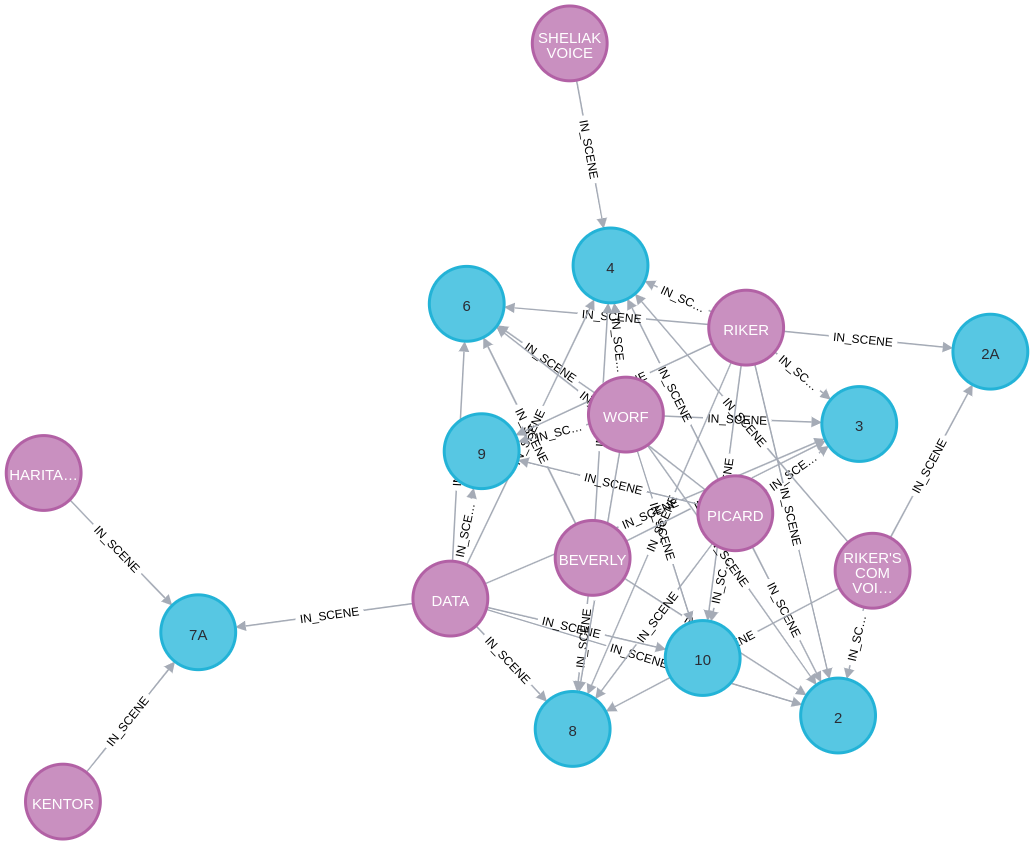 SHELIAK
VOICE
IN_SCENE
4
6
IN_SC...
IN_SCENE
RIKER
IN_SCENE
2A
IN_SCE...
IN_SCENE
IN_SC...
IN_SCENE
WORF
IN_SCENE
IN_SCENE
3
IN_SCENE
IN_SC...
9
IN_SCENE
HARITA...
IN_SCENE
IN_SCE...
IN_SCENE
IN_SCENE
PICARD
IN_SCENE
IN_SCE...
IN_SCENE
IN_SCENE
IN_SCENE
BEVERLY
RIKER'S
COM
VOI...
IN_SCENE
DATA
IN_SCENE
7A
IN_SCENE
IN_SCENE
IN_SCENE
IN_SCENE
IN_SCENE
IN_SC...
IN_SCENE
IN_SCENE
10
IN_SCENE
2
8
KENTOR